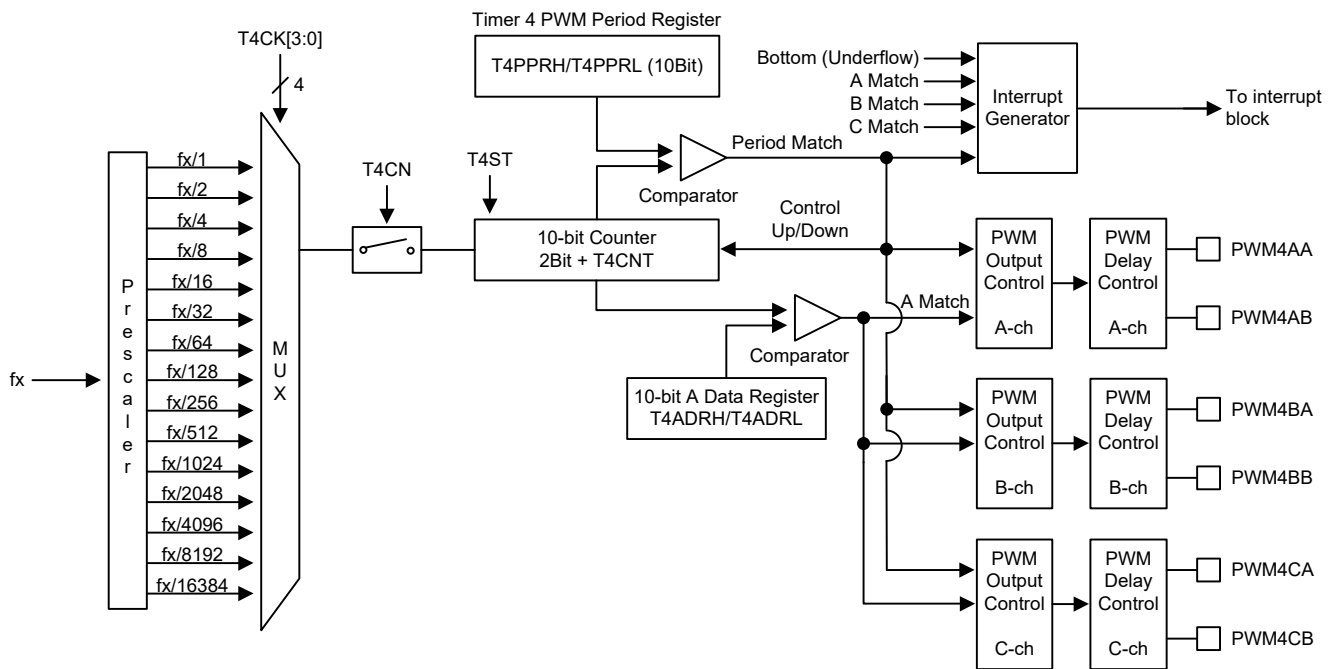 Timer 4 PWM Period Register
T4CK[3:0]
4
T4PPRH/T4PPRL (10Bit)
Bottom (Underflow)
A Match
B Match
C Match
Interrupt
Generator
To interrupt
block
Period Match
Comparator
fx
Prescaler
fx/1
fx/2
fx/4
fx/8
fx/16
fx/32
fx/64
fx/128
fx/256
fx/512
fx/1024
fx/2048
fx/4096
fx/8192
fx/16384
MUX
T4CN
T4ST
10-bit Counter
2Bit + T4CNT
Control
Up/Down
A Match
Comparator
10-bit A Data Register
T4ADRH/T4ADRL
PWM
Output
Control
A-ch
PWM
Delay
Control
A-ch
PWM4AA
PWM4AB
PWM
Output
Control
B-ch
PWM
Delay
Control
B-ch
PWM4BA
PWM4BB
PWM
Output
Control
C-ch
PWM
Delay
Control
C-ch
PWM4CA
PWM4CB